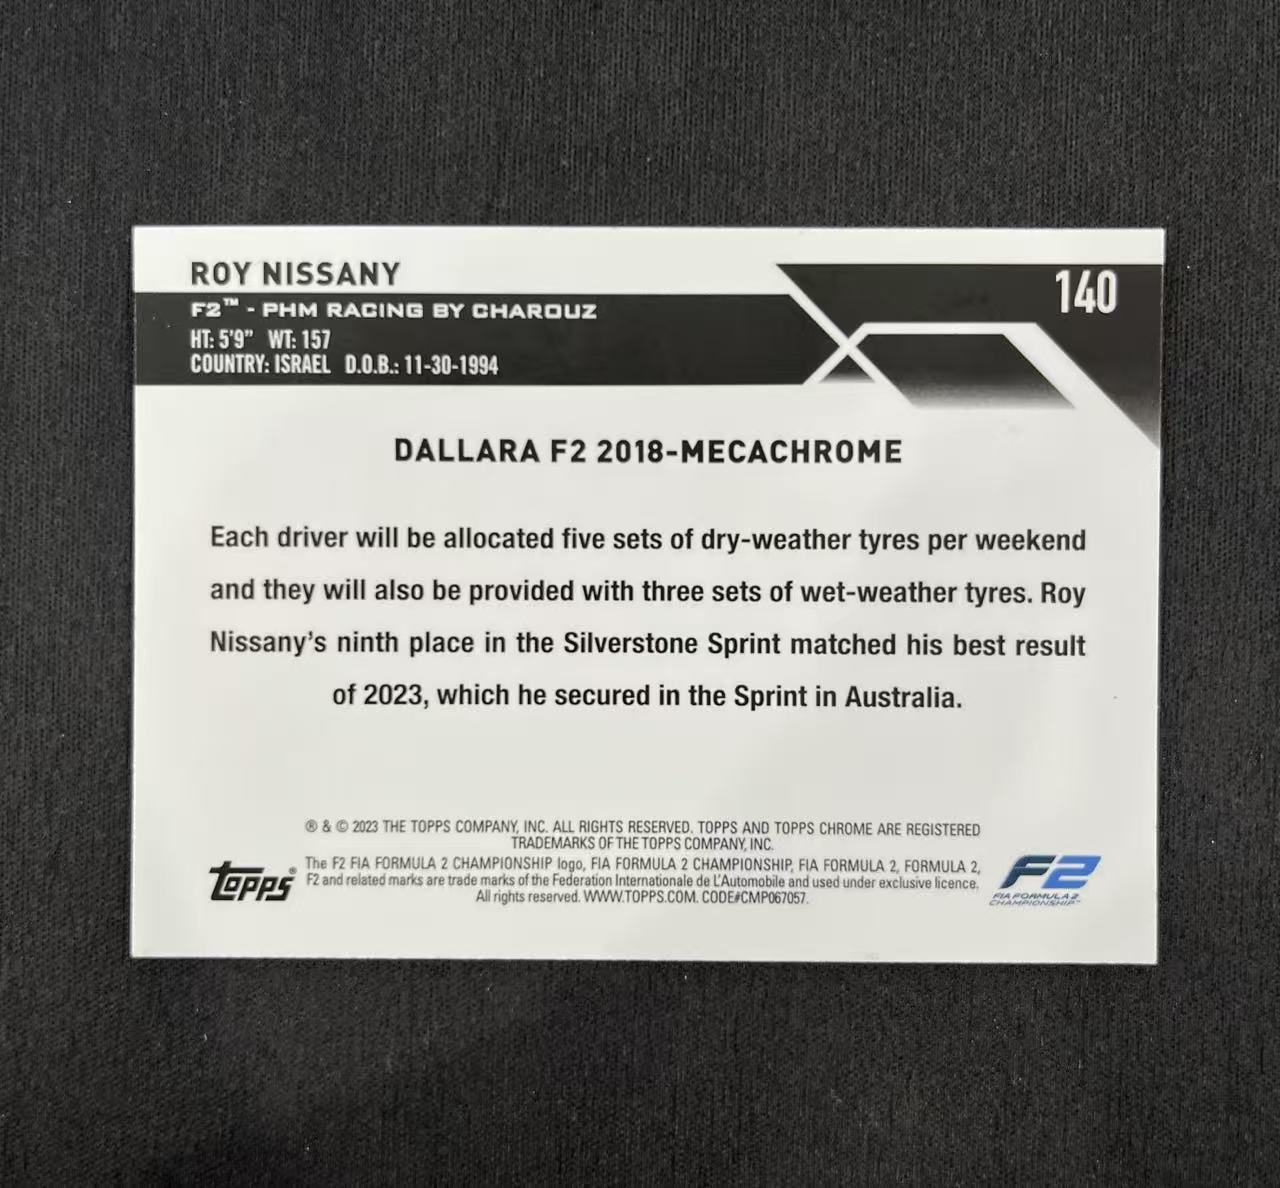 ROY NISSANY
140
F2™ - PHM RACING BY CHAROUZ
HT: 5'9" WT: 157
COUNTRY: ISRAEL D.O.B.: 11-30-1994
DALLARA F2 2018-MECACHROME
Each driver will be allocated five sets of dry-weather tyres per weekend
and they will also be provided with three sets of wet-weather tyres. Roy
Nissany's ninth place in the Silverstone Sprint matched his best result
of 2023, which he secured in the Sprint in Australia.
® & © 2023 THE TOPPS COMPANY, INC. ALL RIGHTS RESERVED. TOPPS AND TOPPS CHROME ARE REGISTERED
TRADEMARKS OF THE TOPPS COMPANY, INC.
The F2 FIA FORMULA 2 CHAMPIONSHIP logo, FIA FORMULA 2 CHAMPIONSHIP, FIA FORMULA 2, FORMULA 2,
F2 and related marks are trade marks of the Federation Internationale de L'Automobile and used under exclusive licence.
All rights reserved. WWW.TOPPS.COM. CODE#CMP067057.
topps®
F2
FIA FORMULA 2
CHAMPIONSHIP™